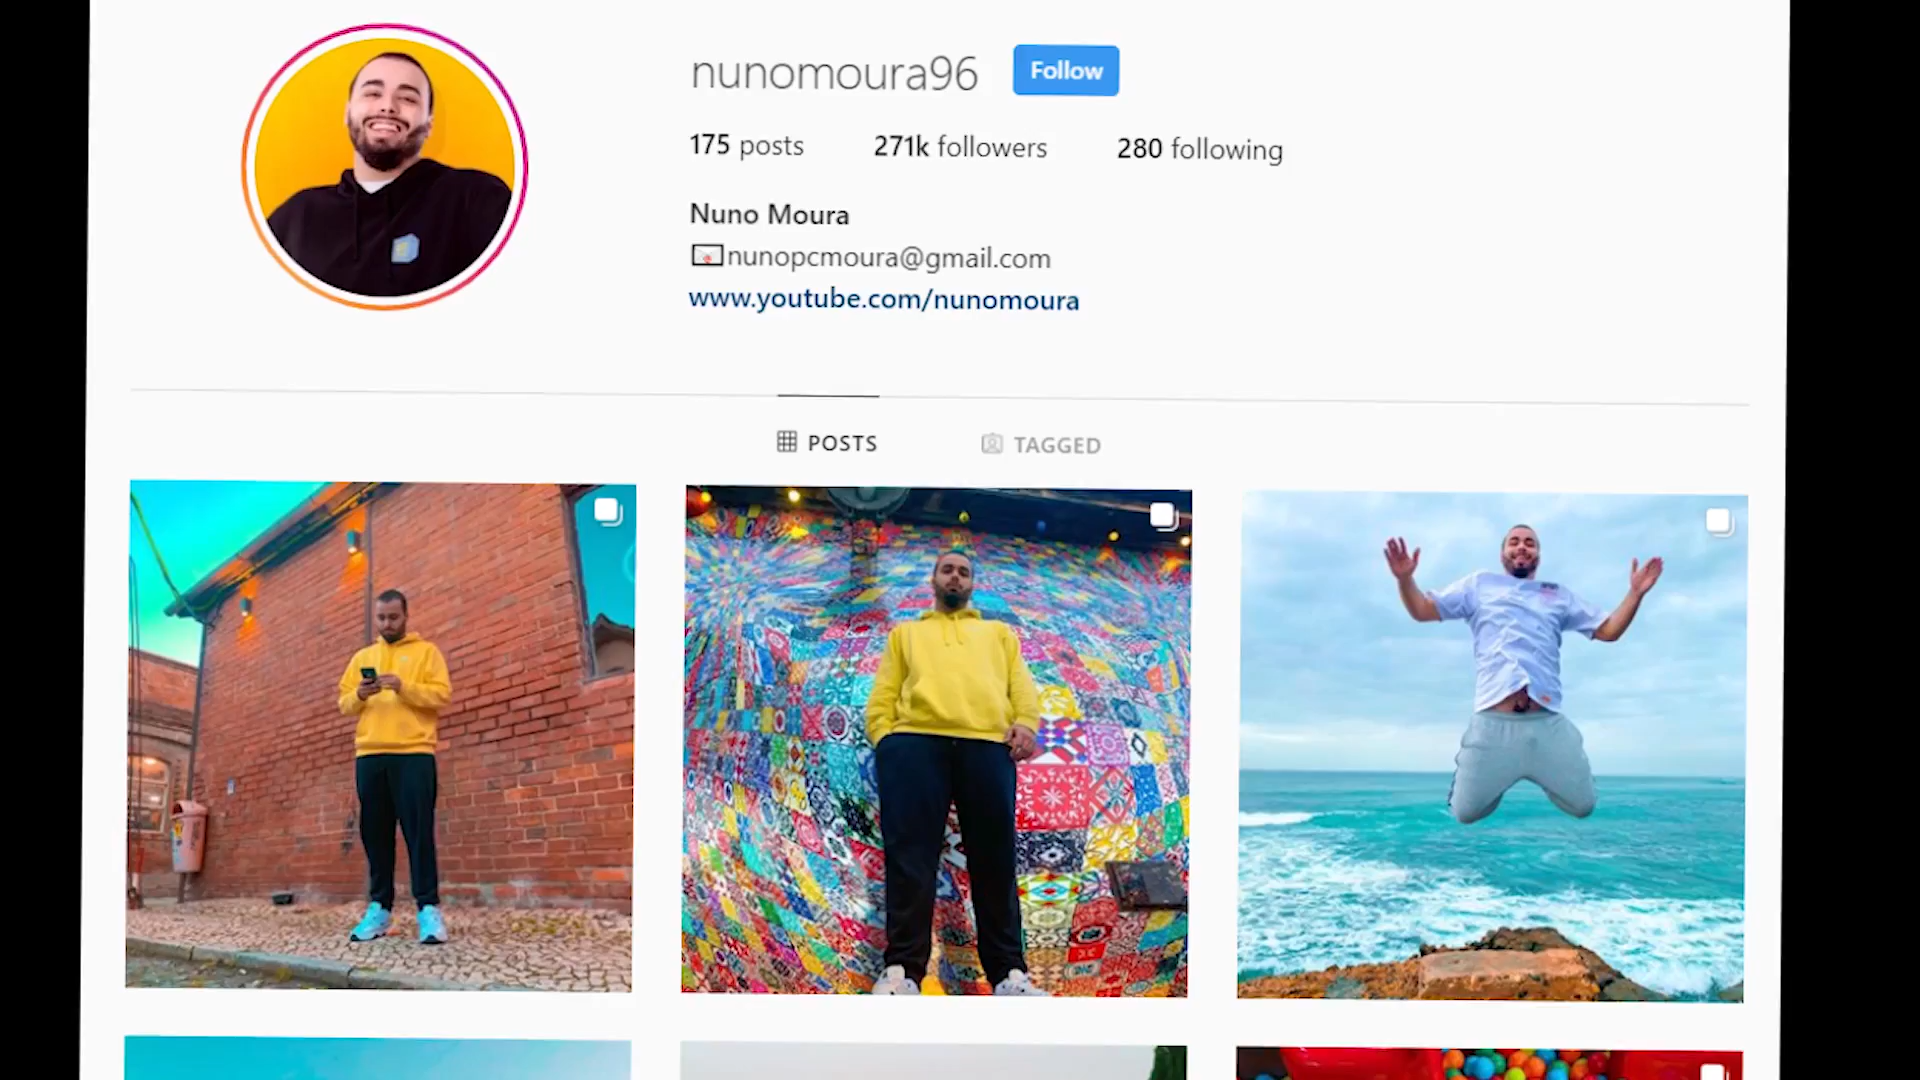 nunomoura96 Follow
175 posts 271k followers 280 following
Nuno Moura
nunopcmoura@gmail.com
www.youtube.com/nunomoura
POSTS TAGGED